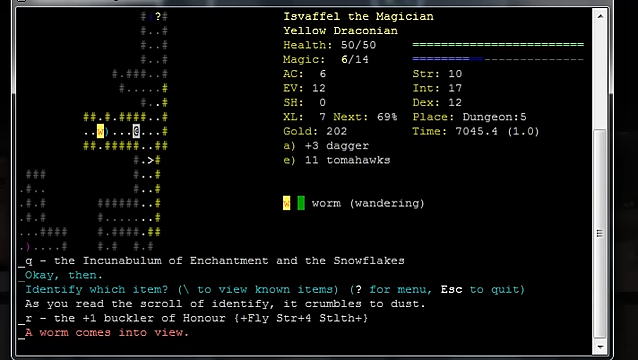 Isvaffel the Magician
Yellow Draconian
Health: 50/50
Magic: 6/14
AC: 6 Str: 10
EV: 12 Int: 17
SH: 0 Dex: 12
XL: 7 Next: 69% Place: Dungeon:5
Gold: 202 Time: 7045.4 (1.0)
a) +3 dagger
e) 11 tomahawks
w worm (wandering)
_q - the Incunabulum of Enchantment and the Snowflakes
_Okay, then.
Identify which item? (\ to view known items) (? for menu, Esc to quit)
As you read the scroll of identify, it crumbles to dust.
_r - the +1 buckler of Honour {+Fly Str+4 Stlth+}
_A worm comes into view.